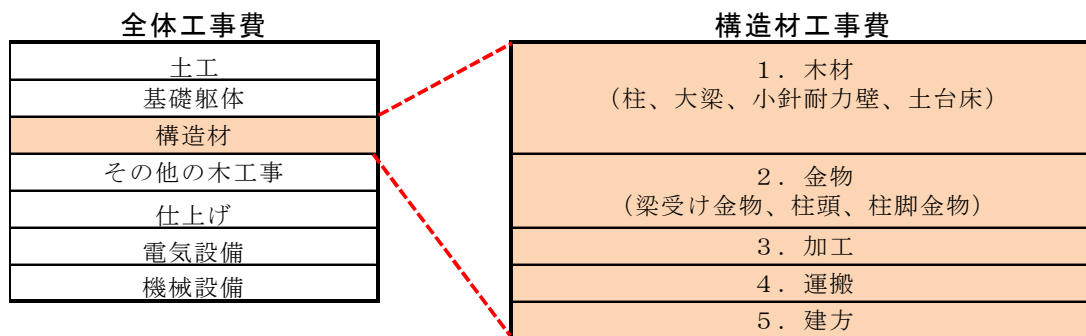 全体工事費
土工
基礎躯体
構造材
その他の木工事
仕上げ
電気設備
機械設備
構造材工事費
１．木材
（柱、大梁、小針耐力壁、土台床）
２．金物
（梁受け金物、柱頭、柱脚金物）
３．加工
４．運搬
５．建方